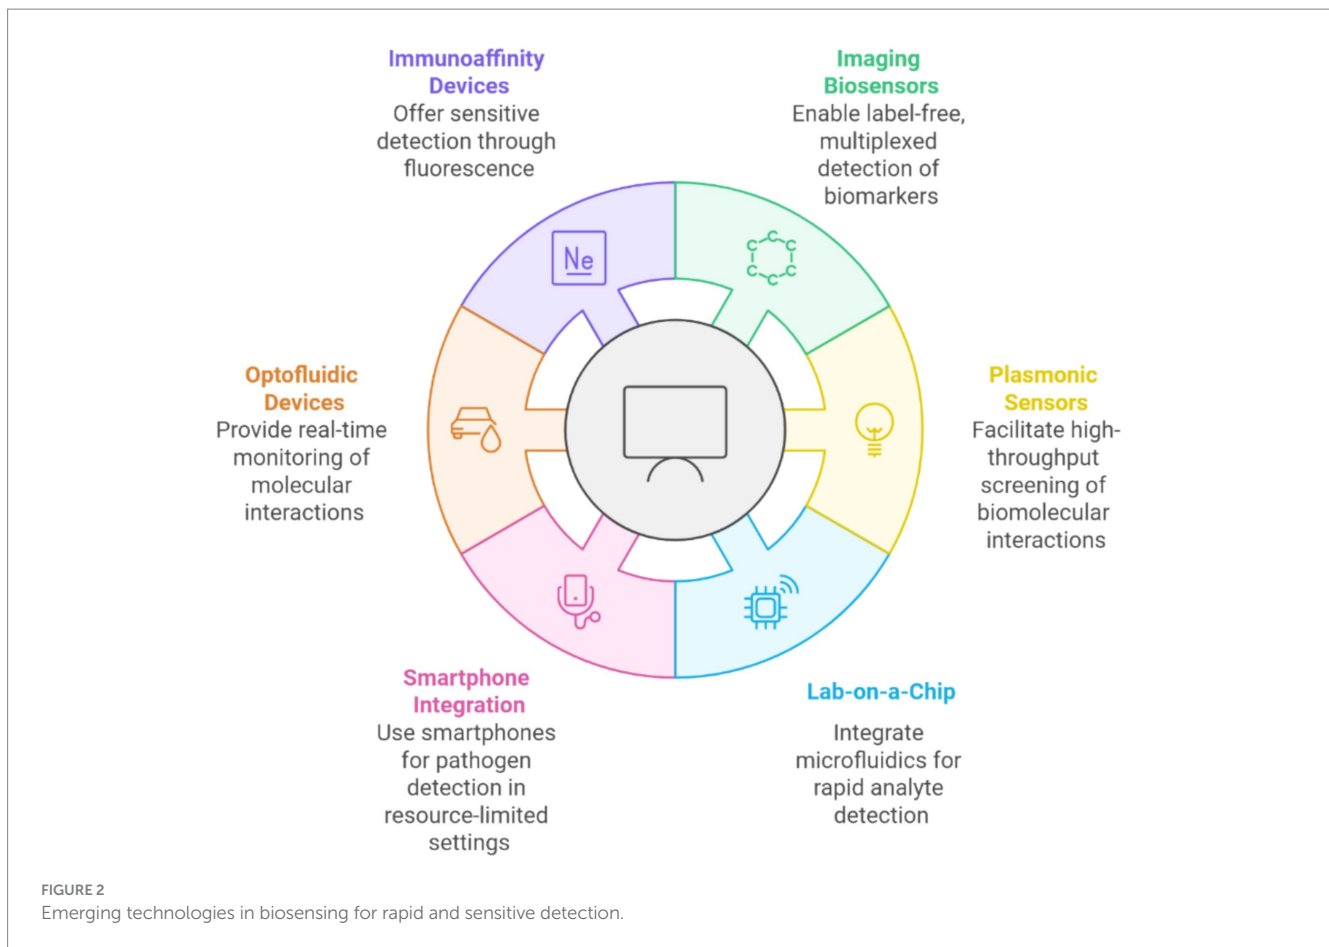 Immunoaffinity
Devices
Offer sensitive
detection through
fluorescence
Imaging
Biosensors
Enable label-free,
multiplexed
detection of
biomarkers
Ne
C C C
C C C
Optofluidic
Devices
Provide real-time
monitoring of
molecular
interactions
Plasmonic
Sensors
Facilitate high-
throughput
screening of
biomolecular
interactions
Smartphone
Integration
Use smartphones
for pathogen
detection in
resource-limited
settings
Lab-on-a-Chip
Integrate
microfluidics for
rapid analyte
detection
FIGURE 2
Emerging technologies in biosensing for rapid and sensitive detection.